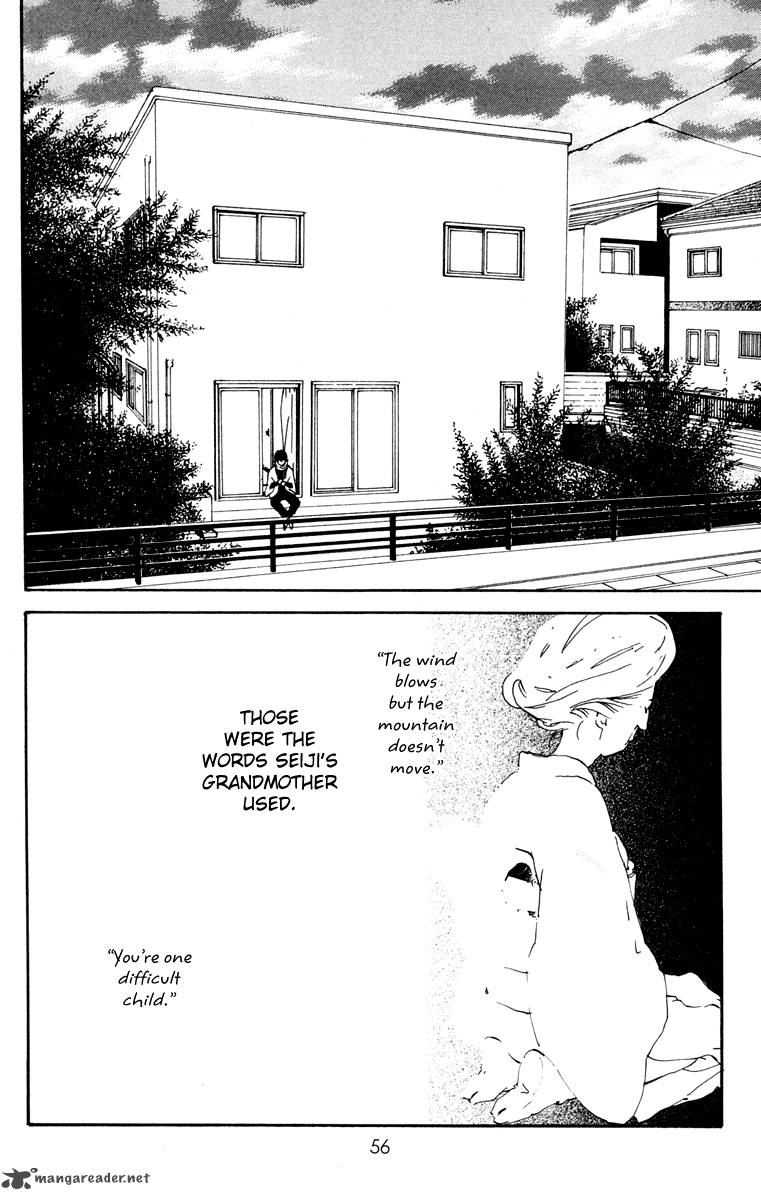 "The wind
blows
but the
mountain
doesn't
move."
THOSE
WERE THE
WORDS SEIJI'S
GRANDMOTHER
USED.
"You're one
difficult
child."
56
mangareader.net